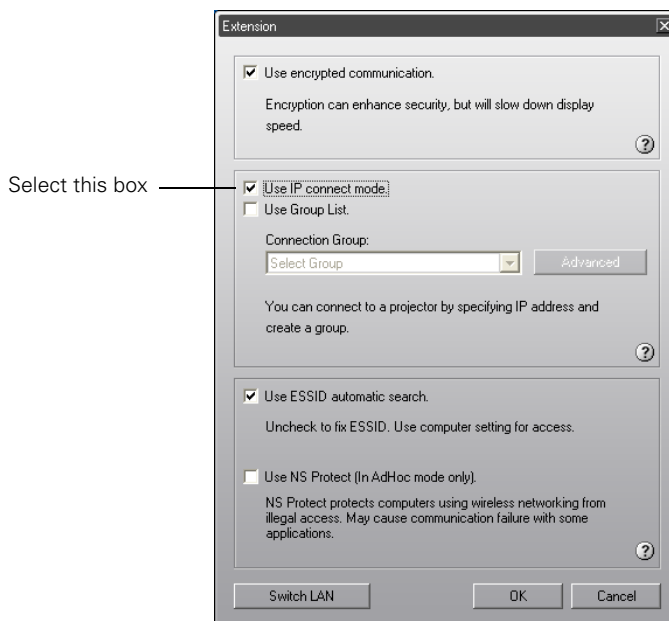 Extension
Use encrypted communication.
Encryption can enhance security, but will slow down display
speed.
?
Select this box
Use IP connect mode.
Use Group List.
Connection Group:
Select Group
Advanced
You can connect to a projector by specifying IP address and
create a group.
?
Use ESSID automatic search.
Uncheck to fix ESSID. Use computer setting for access.
Use NS Protect (In AdHoc mode only).
NS Protect protects computers using wireless networking from
illegal access. May cause communication failure with some
applications.
?
Switch LAN
OK
Cancel